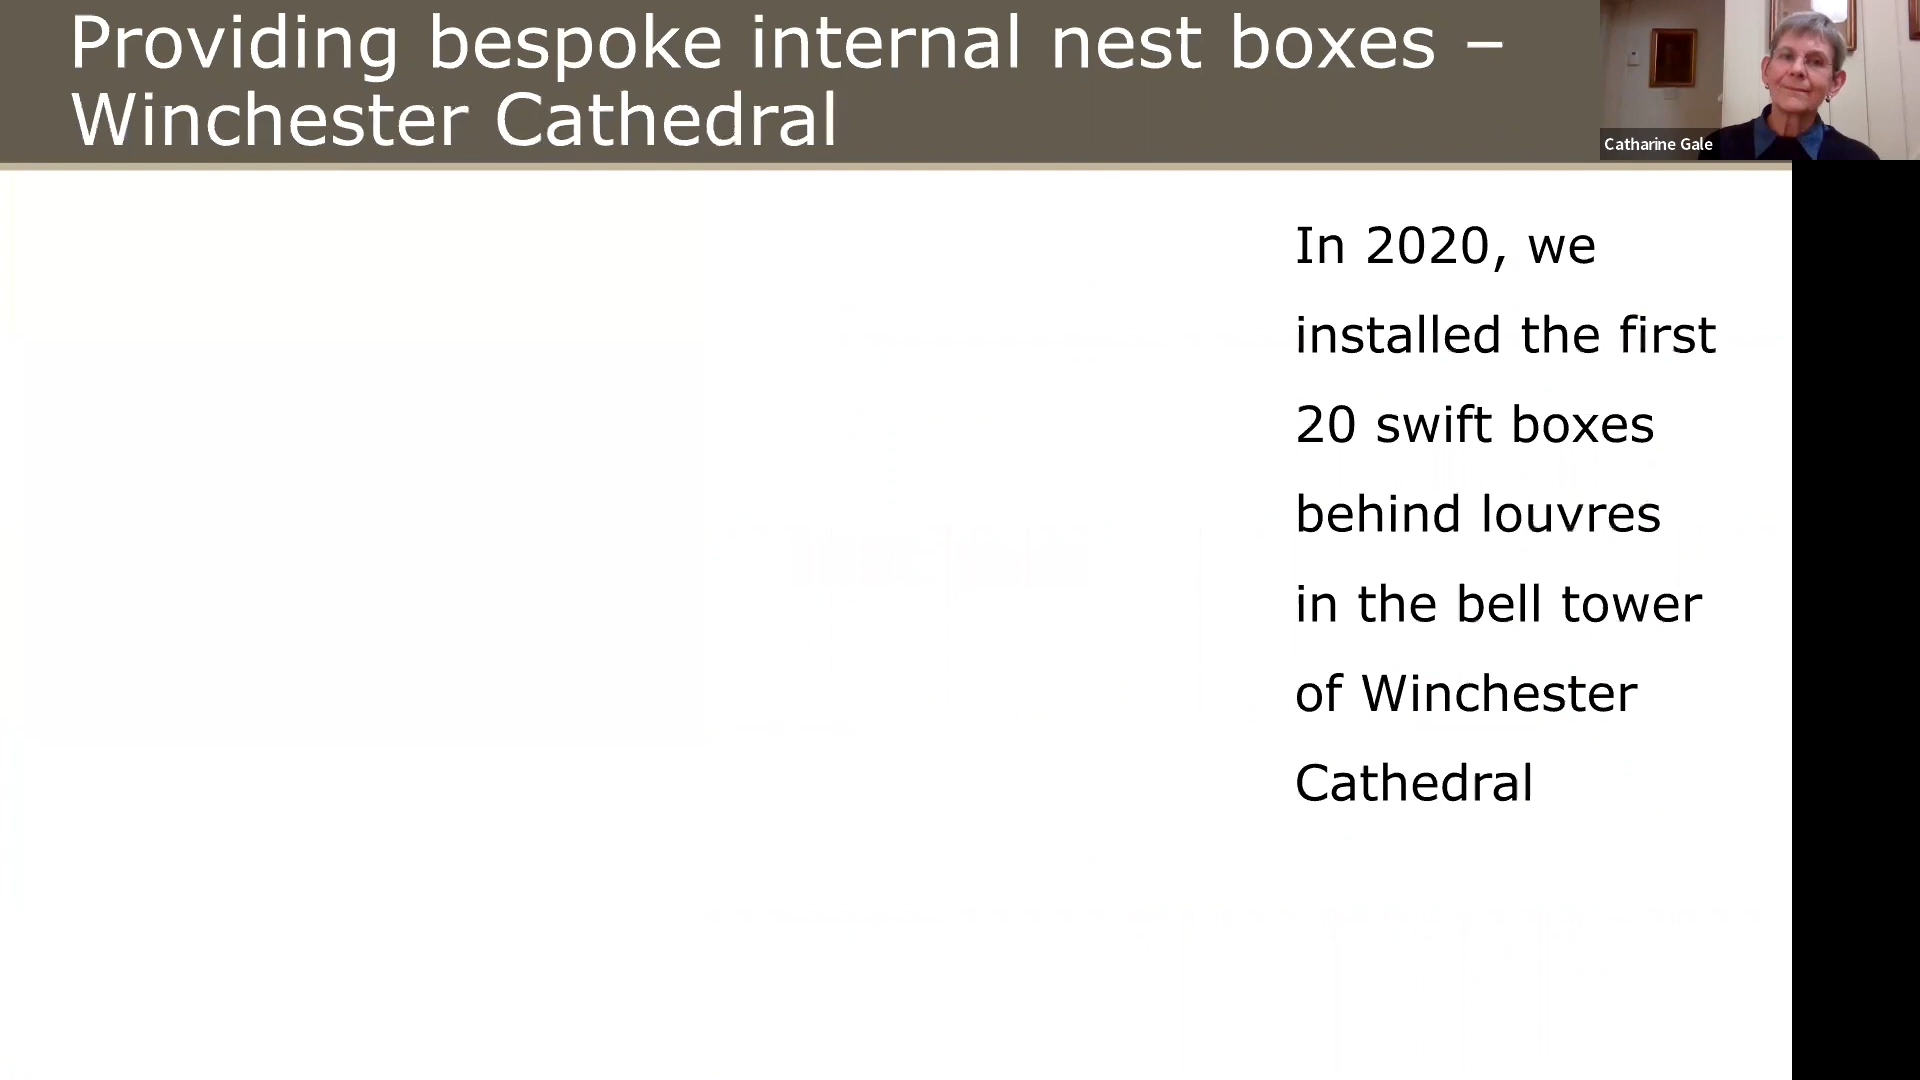 Providing bespoke internal nest boxes –
Winchester Cathedral
Catharine Gale
In 2020, we
installed the first
20 swift boxes
behind louvres
in the bell tower
of Winchester
Cathedral